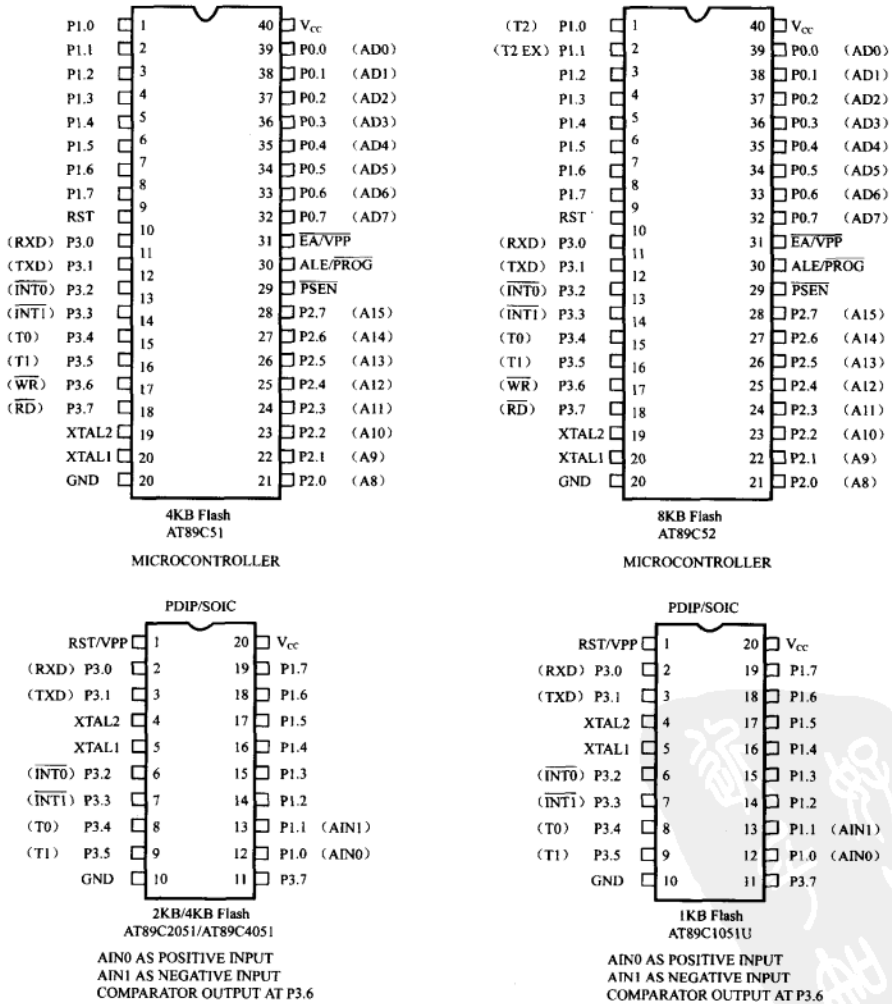 P1.0 1 40 Vcc
P1.1 2 39 P0.0 (AD0)
P1.2 3 38 P0.1 (AD1)
P1.3 4 37 P0.2 (AD2)
P1.4 5 36 P0.3 (AD3)
P1.5 6 35 P0.4 (AD4)
P1.6 7 34 P0.5 (AD5)
P1.7 8 33 P0.6 (AD6)
RST 9 32 P0.7 (AD7)
10
(RXD) P3.0 11 31 EA/VPP
(TXD) P3.1 12 30 ALE/PROG
(INT0) P3.2 13 29 PSEN
(INT1) P3.3 14 28 P2.7 (A15)
(T0) P3.4 15 27 P2.6 (A14)
(T1) P3.5 16 26 P2.5 (A13)
(WR) P3.6 17 25 P2.4 (A12)
(RD) P3.7 18 24 P2.3 (A11)
XTAL2 19 23 P2.2 (A10)
XTAL1 20 22 P2.1 (A9)
GND 20 21 P2.0 (A8)
4KB Flash
AT89C51
MICROCONTROLLER
(T2) P1.0 1 40 Vcc
(T2 EX) P1.1 2 39 P0.0 (AD0)
P1.2 3 38 P0.1 (AD1)
P1.3 4 37 P0.2 (AD2)
P1.4 5 36 P0.3 (AD3)
P1.5 6 35 P0.4 (AD4)
P1.6 7 34 P0.5 (AD5)
P1.7 8 33 P0.6 (AD6)
RST 9 32 P0.7 (AD7)
10
(RXD) P3.0 11 31 EA/VPP
(TXD) P3.1 12 30 ALE/PROG
(INT0) P3.2 13 29 PSEN
(INT1) P3.3 14 28 P2.7 (A15)
(T0) P3.4 15 27 P2.6 (A14)
(T1) P3.5 16 26 P2.5 (A13)
(WR) P3.6 17 25 P2.4 (A12)
(RD) P3.7 18 24 P2.3 (A11)
XTAL2 19 23 P2.2 (A10)
XTAL1 20 22 P2.1 (A9)
GND 20 21 P2.0 (A8)
8KB Flash
AT89C52
MICROCONTROLLER
PDIP/SOIC
RST/VPP 1 20 Vcc
(RXD) P3.0 2 19 P1.7
(TXD) P3.1 3 18 P1.6
XTAL2 4 17 P1.5
XTAL1 5 16 P1.4
(INT0) P3.2 6 15 P1.3
(INT1) P3.3 7 14 P1.2
(T0) P3.4 8 13 P1.1 (AIN1)
(T1) P3.5 9 12 P1.0 (AIN0)
GND 10 11 P3.7
2KB/4KB Flash
AT89C2051/AT89C4051
AIN0 AS POSITIVE INPUT
AIN1 AS NEGATIVE INPUT
COMPARATOR OUTPUT AT P3.6
PDIP/SOIC
RST/VPP 1 20 Vcc
(RXD) P3.0 2 19 P1.7
(TXD) P3.1 3 18 P1.6
XTAL2 4 17 P1.5
XTAL1 5 16 P1.4
(INT0) P3.2 6 15 P1.3
(INT1) P3.3 7 14 P1.2
(T0) P3.4 8 13 P1.1 (AIN1)
(T1) P3.5 9 12 P1.0 (AIN0)
GND 10 11 P3.7
1KB Flash
AT89C1051U
AIN0 AS POSITIVE INPUT
AIN1 AS NEGATIVE INPUT
COMPARATOR OUTPUT AT P3.6